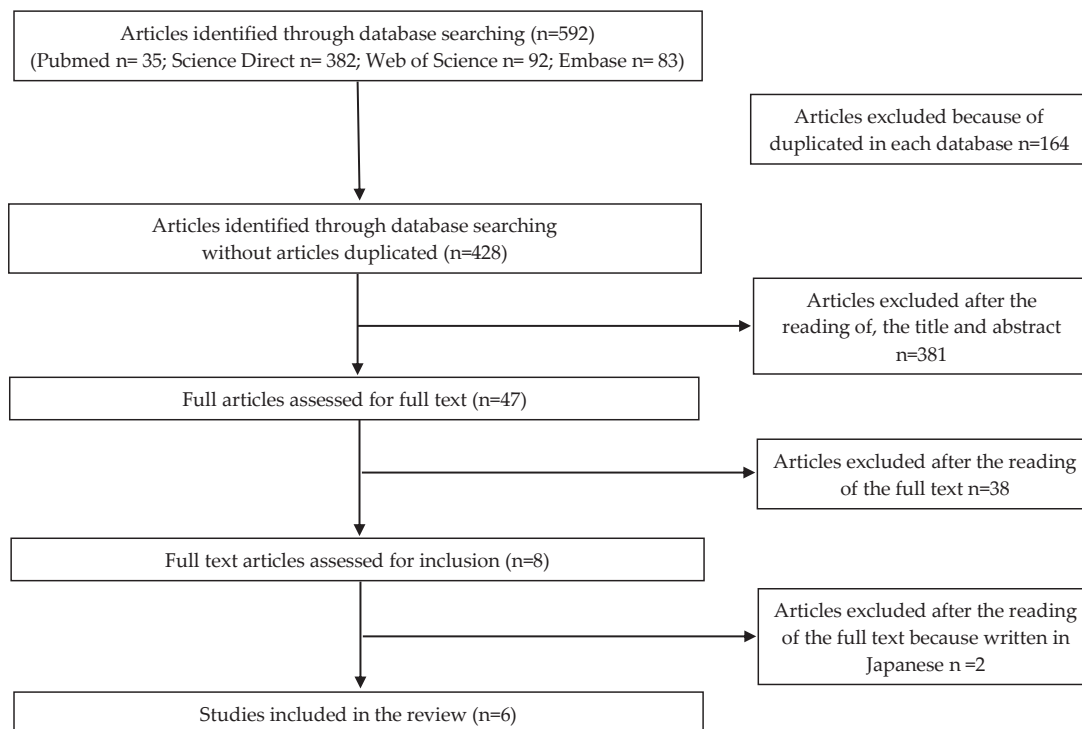 Articles identified through database searching (n=592)
(Pubmed n= 35; Science Direct n= 382; Web of Science n= 92; Embase n= 83)
Articles excluded because of
duplicated in each database n=164
Articles identified through database searching
without articles duplicated (n=428)
Articles excluded after the
reading of, the title and abstract
n=381
Full articles assessed for full text (n=47)
Articles excluded after the reading
of the full text n=38
Full text articles assessed for inclusion (n=8)
Articles excluded after the reading
of the full text because written in
Japanese n =2
Studies included in the review (n=6)